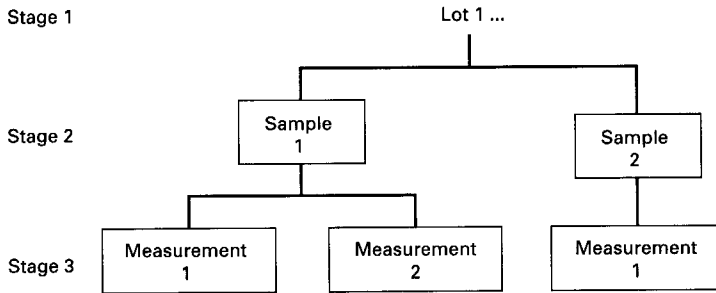 Stage 1
Lot 1 ...
Stage 2
Sample
1
Sample
2
Stage 3
Measurement
1
Measurement
2
Measurement
1